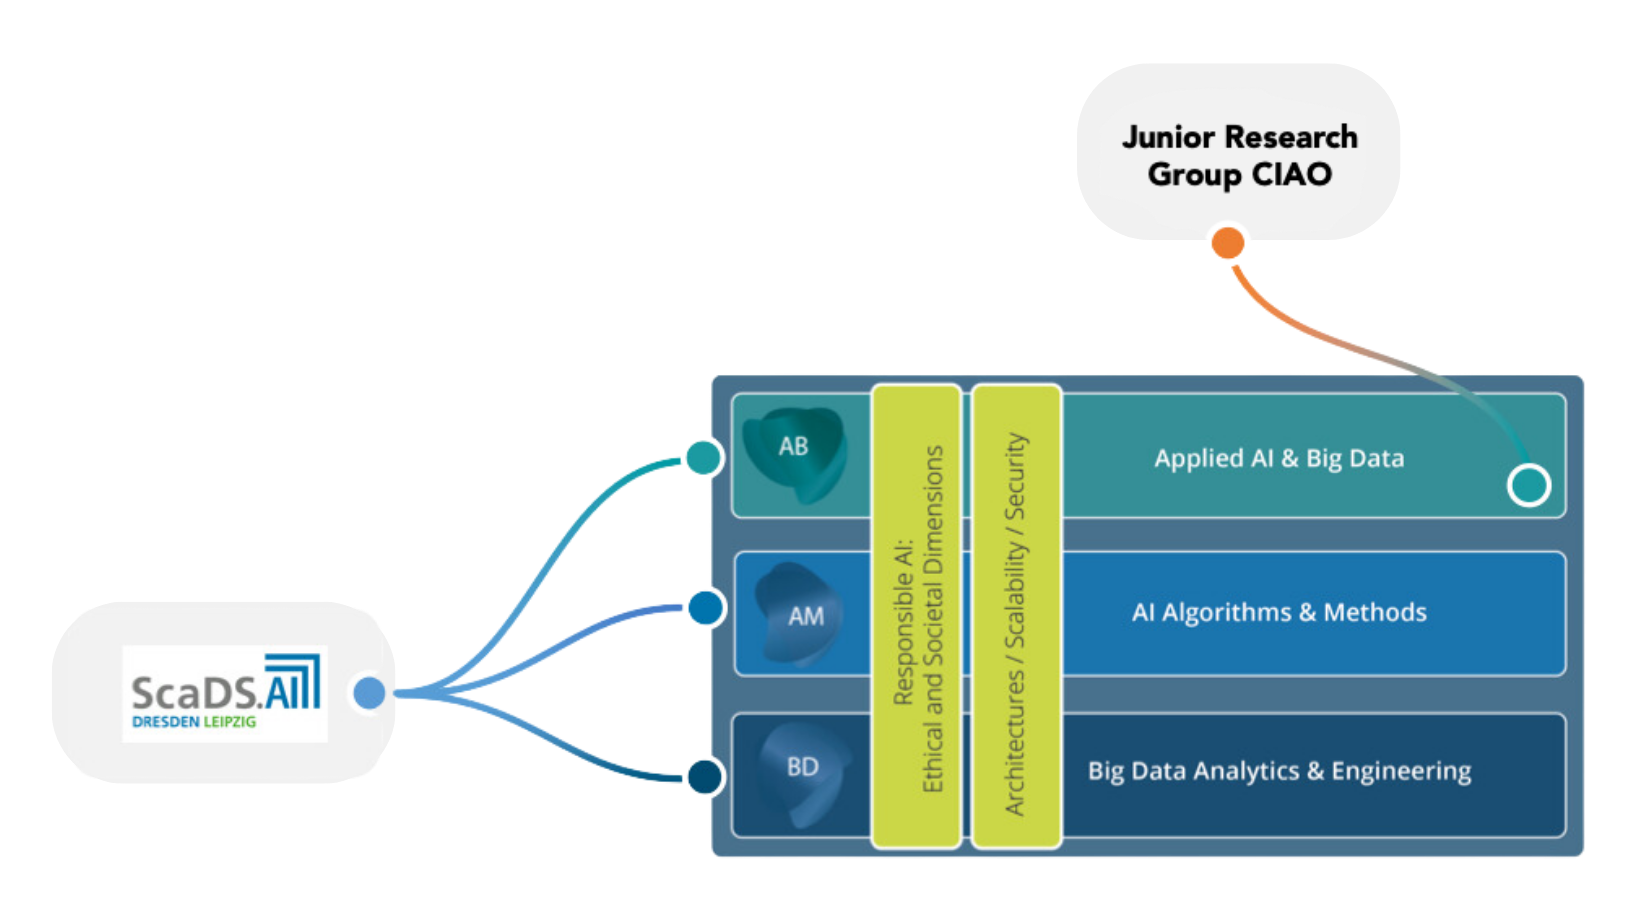 Junior Research
Group CIAO
AB
Applied AI & Big Data
AM
AI Algorithms & Methods
BD
Big Data Analytics & Engineering
Responsible AI:
Ethical and Societal Dimensions
Architectures / Scalability / Security
ScaDS.AI
DRESDEN LEIPZIG